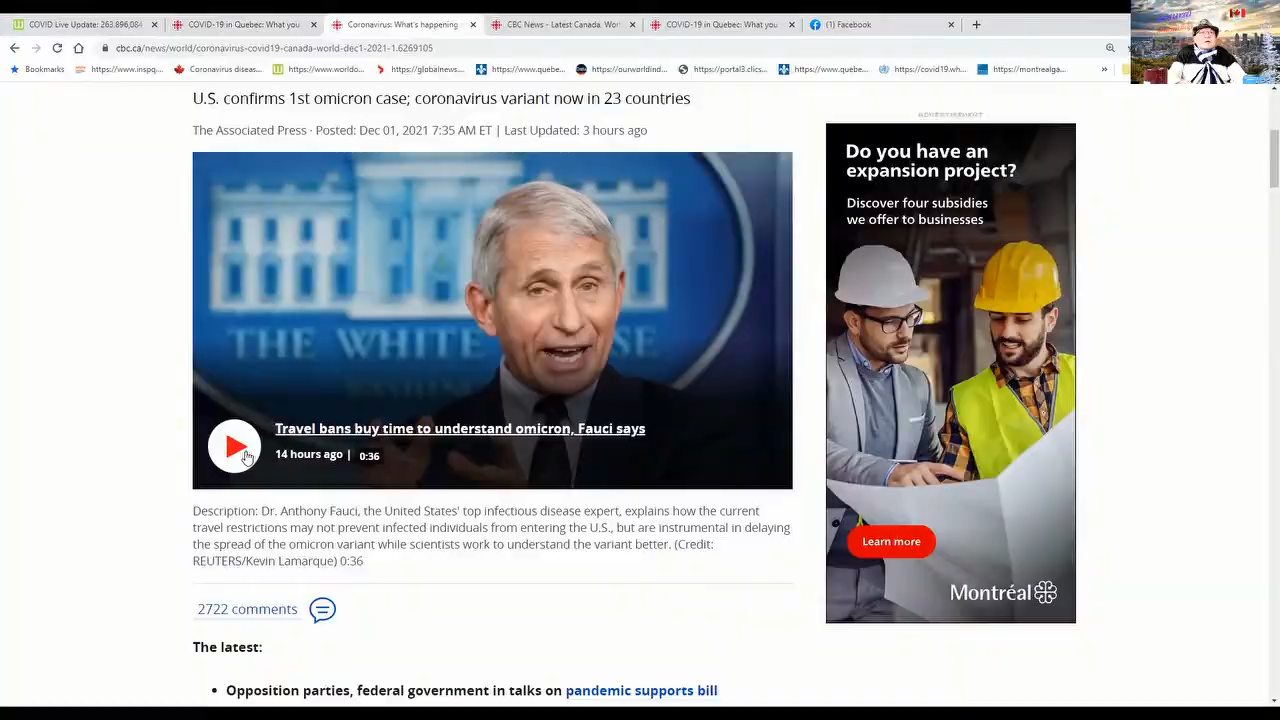 COVID Live Update: 263,896,084
COVID-19 in Quebec: What you
Coronavirus: What's happening
CBC News - Latest Canada, Wor
COVID-19 in Quebec: What you
(1) Facebook
cbc.ca/news/world/coronavirus-covid19-canada-world-dec1-2021-1.6269105
Bookmarks
https://www.inspq...
Coronavirus diseas...
https://www.worldo...
https://globalnews...
https://www.quebe...
https://ourworldind...
https://portal3.clics...
https://www.quebe...
https://covid19.wh...
https://montrealga...
U.S. confirms 1st omicron case; coronavirus variant now in 23 countries
The Associated Press · Posted: Dec 01, 2021 7:35 AM ET | Last Updated: 3 hours ago
THE WHITE HOUSE
Travel bans buy time to understand omicron, Fauci says
14 hours ago | 0:36
Description: Dr. Anthony Fauci, the United States' top infectious disease expert, explains how the current
travel restrictions may not prevent infected individuals from entering the U.S., but are instrumental in delaying
the spread of the omicron variant while scientists work to understand the variant better. (Credit:
REUTERS/Kevin Lamarque) 0:36
2722 comments
The latest:
• Opposition parties, federal government in talks on pandemic supports bill
ADVERTISEMENT
Do you have an
expansion project?
Discover four subsidies
we offer to businesses
Learn more
Montréal